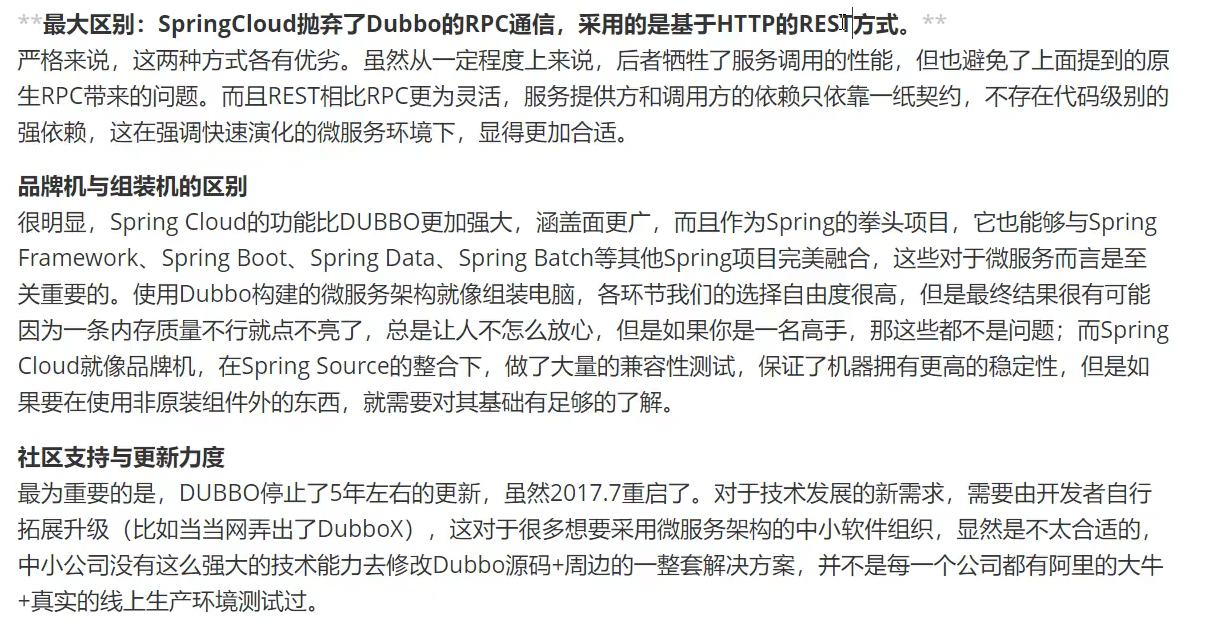 **最大区别：SpringCloud抛弃了Dubbo的RPC通信，采用的是基于HTTP的REST方式。**
严格来说，这两种方式各有优劣。虽然从一定程度上来说，后者牺牲了服务调用的性能，但也避免了上面提到的原
生RPC带来的问题。而且REST相比RPC更为灵活，服务提供方和调用方的依赖只依靠一纸契约，不存在代码级别的
强依赖，这在强调快速演化的微服务环境下，显得更加合适。
品牌机与组装机的区别
很明显，Spring Cloud的功能比DUBBO更加强大，涵盖面更广，而且作为Spring的拳头项目，它也能够与Spring
Framework、Spring Boot、Spring Data、Spring Batch等其他Spring项目完美融合，这些对于微服务而言是至
关重要的。使用Dubbo构建的微服务架构就像组装电脑，各环节我们的选择自由度很高，但是最终结果很有可能
因为一条内存质量不行就点不亮了，总是让人不怎么放心，但是如果你是一名高手，那这些都不是问题；而Spring
Cloud就像品牌机，在Spring Source的整合下，做了大量的兼容性测试，保证了机器拥有更高的稳定性，但是如
果要在使用非原装组件外的东西，就需要对其基础有足够的了解。
社区支持与更新力度
最为重要的是，DUBBO停止了5年左右的更新，虽然2017.7重启了。对于技术发展的新需求，需要由开发者自行
拓展升级（比如当当网弄出了DubboX），这对于很多想要采用微服务架构的中小软件组织，显然是不太合适的，
中小公司没有这么强大的技术能力去修改Dubbo源码+周边的一整套解决方案，并不是每一个公司都有阿里的大牛
+真实的线上生产环境测试过。